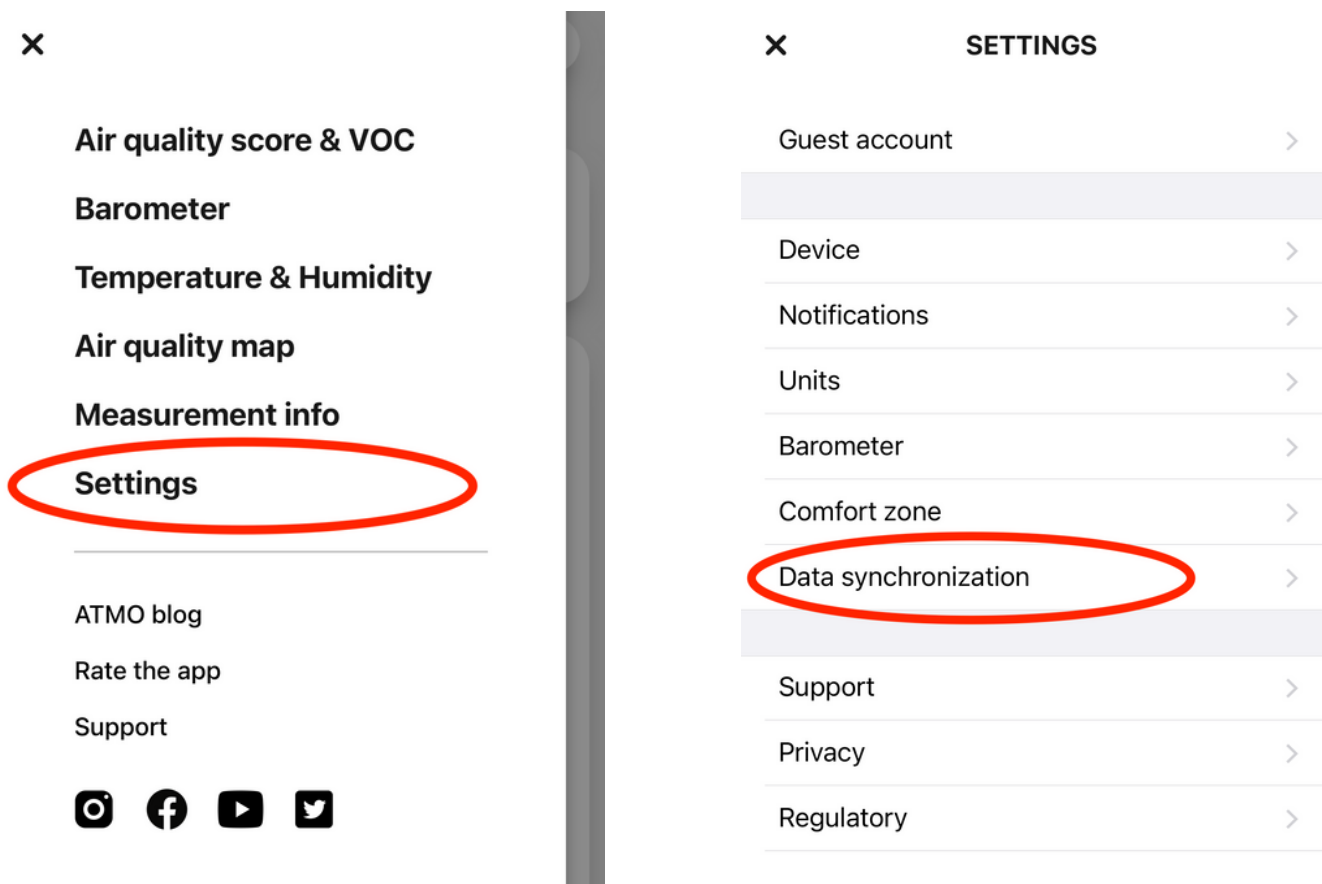 Air quality score & VOC
Barometer
Temperature & Humidity
Air quality map
Measurement info
Settings
ATMO blog
Rate the app
Support
SETTINGS
Guest account
Device
Notifications
Units
Barometer
Comfort zone
Data synchronization
Support
Privacy
Regulatory